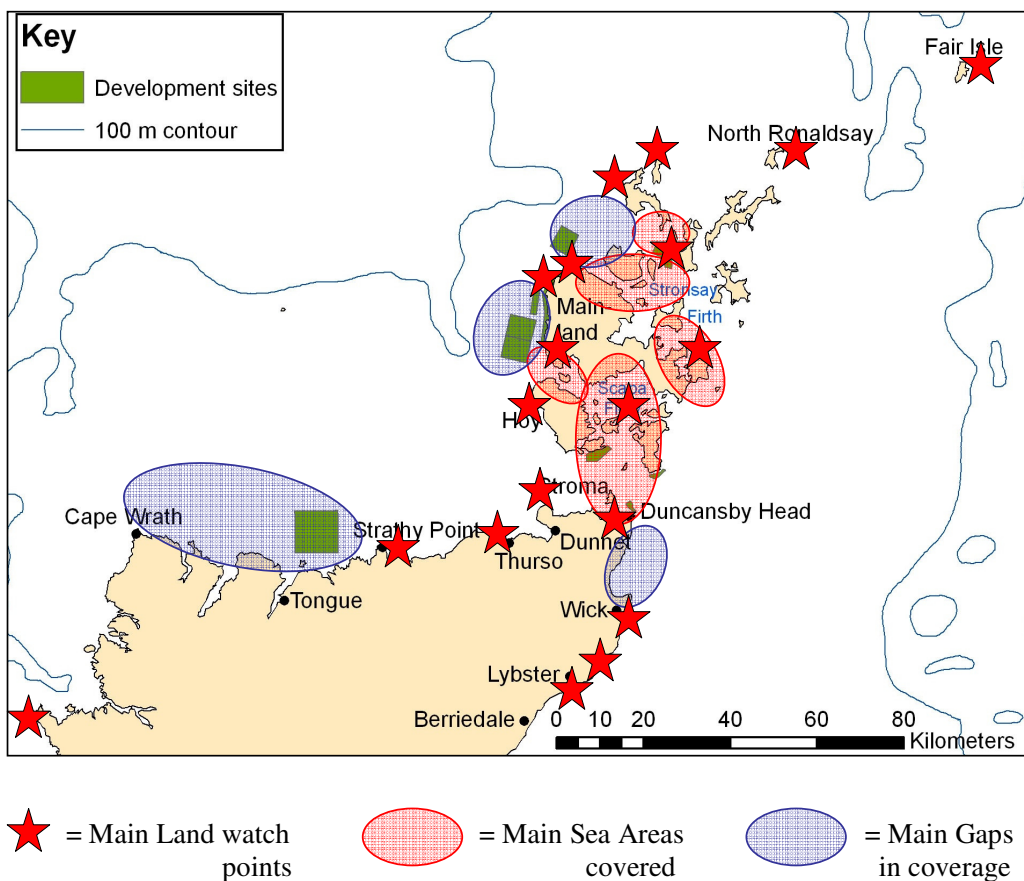 Key
Development sites
100 m contour
Fair Isle
North Ronaldsay
Stronsay
Firth
Main
land
Scapa
Hoy
Stroma
Cape Wrath
Strathy Point
Duncansby Head
Dunnet
Thurso
Tongue
Wick
Lybster
Berriedale
0 10 20 40 60 80
Kilometers
= Main Land watch
points
= Main Sea Areas
covered
= Main Gaps
in coverage